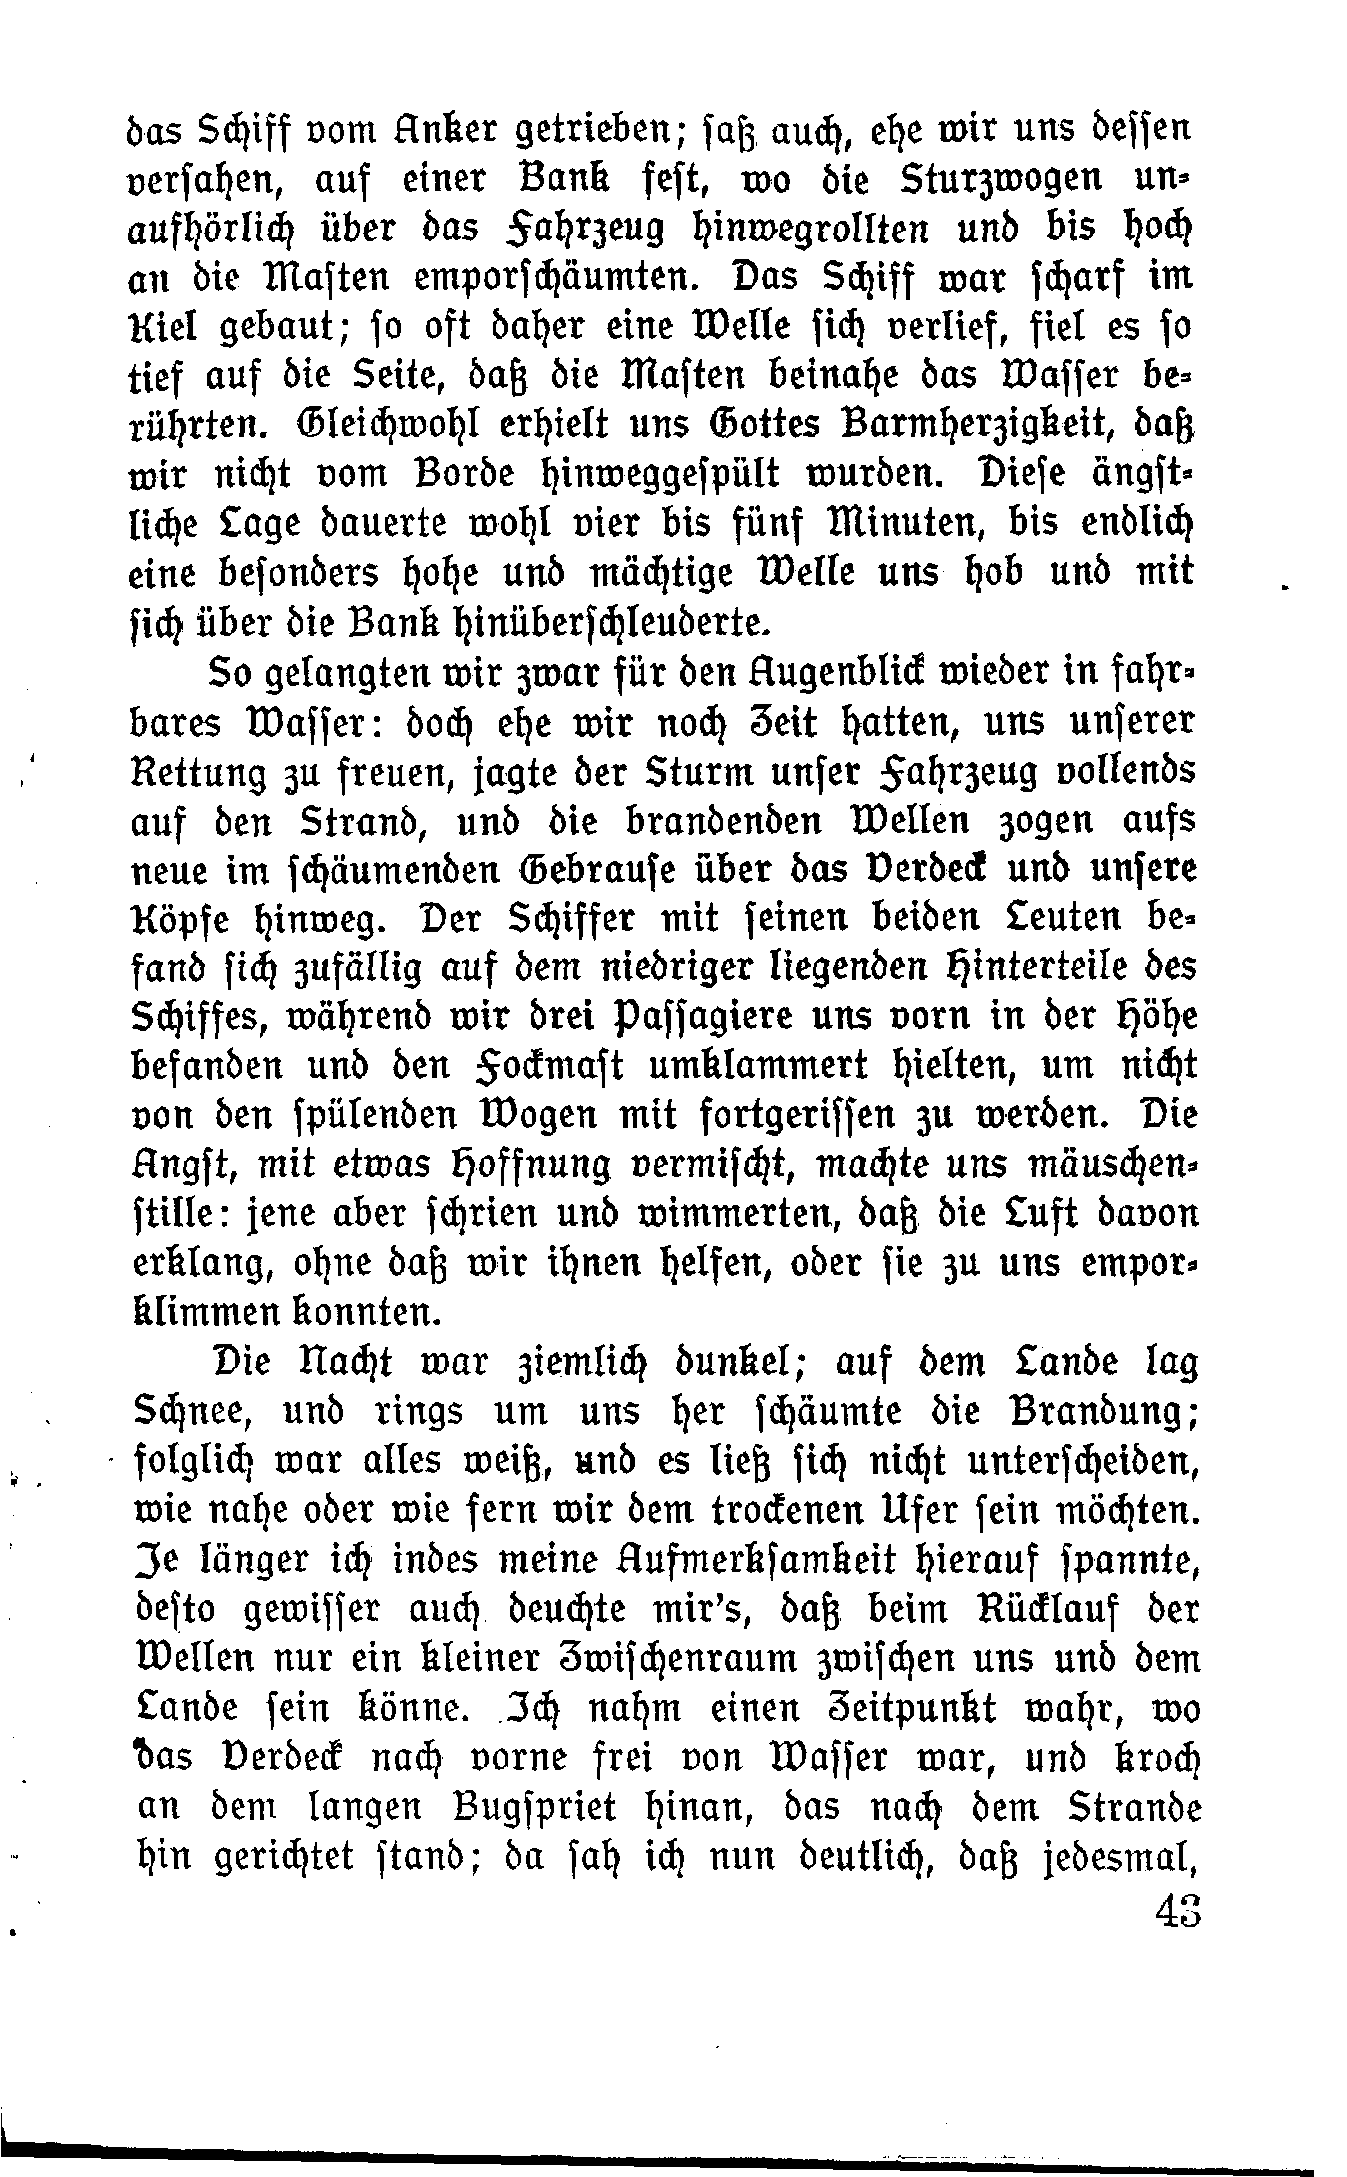 das Schiff vom Anker getrieben; saß auch, ehe wir uns dessen
versahen, auf einer Bank fest, wo die Sturzwogen un-
aufhörlich über das Fahrzeug hinwegrollten und bis hoch
an die Masten emporschäumten. Das Schiff war scharf im
Kiel gebaut; so oft daher eine Welle sich verlief, fiel es so
tief auf die Seite, daß die Masten beinahe das Wasser be-
rührten. Gleichwohl erhielt uns Gottes Barmherzigkeit, daß
wir nicht vom Borde hinweggespült wurden. Diese ängst-
liche Lage dauerte wohl vier bis fünf Minuten, bis endlich
eine besonders hohe und mächtige Welle uns hob und mit
sich über die Bank hinüberschleuderte.
So gelangten wir zwar für den Augenblick wieder in fahr-
bares Wasser: doch ehe wir noch Zeit hatten, uns unserer
Rettung zu freuen, jagte der Sturm unser Fahrzeug vollends
auf den Strand, und die brandenden Wellen zogen aufs
neue im schäumenden Gebrause über das Verdeck und unsere
Köpfe hinweg. Der Schiffer mit seinen beiden Leuten be-
fand sich zufällig auf dem niedriger liegenden Hinterteile des
Schiffes, während wir drei Passagiere uns vorn in der Höhe
befanden und den Fockmast umklammert hielten, um nicht
von den spülenden Wogen mit fortgerissen zu werden. Die
Angst, mit etwas Hoffnung vermischt, machte uns mäuschen-
stille: jene aber schrien und wimmerten, daß die Luft davon
erklang, ohne daß wir ihnen helfen, oder sie zu uns empor-
klimmen konnten.
Die Nacht war ziemlich dunkel; auf dem Lande lag
Schnee, und rings um uns her schäumte die Brandung;
folglich war alles weiß, und es ließ sich nicht unterscheiden,
wie nahe oder wie fern wir dem trockenen Ufer sein möchten.
Je länger ich indes meine Aufmerksamkeit hierauf spannte,
desto gewisser auch deuchte mir's, daß beim Rücklauf der
Wellen nur ein kleiner Zwischenraum zwischen uns und dem
Lande sein könne. Ich nahm einen Zeitpunkt wahr, wo
das Verdeck nach vorne frei von Wasser war, und kroch
an dem langen Bugspriet hinan, das nach dem Strande
hin gerichtet stand; da sah ich nun deutlich, daß jedesmal,
43